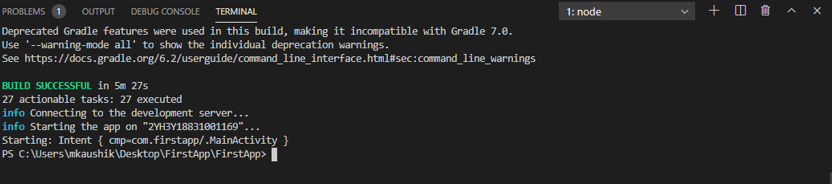 PROBLEMS 1 OUTPUT DEBUG CONSOLE TERMINAL 1: node
Deprecated Gradle features were used in this build, making it incompatible with Gradle 7.0.
Use '--warning-mode all' to show the individual deprecation warnings.
See https://docs.gradle.org/6.2/userguide/command_line_interface.html#sec:command_line_warnings
BUILD SUCCESSFUL in 5m 27s
27 actionable tasks: 27 executed
info Connecting to the development server...
info Starting the app on "2YH3Y18831001169"...
Starting: Intent { cmp=com.firstapp/.MainActivity }
PS C:\Users\mkaushik\Desktop\FirstApp\FirstApp>